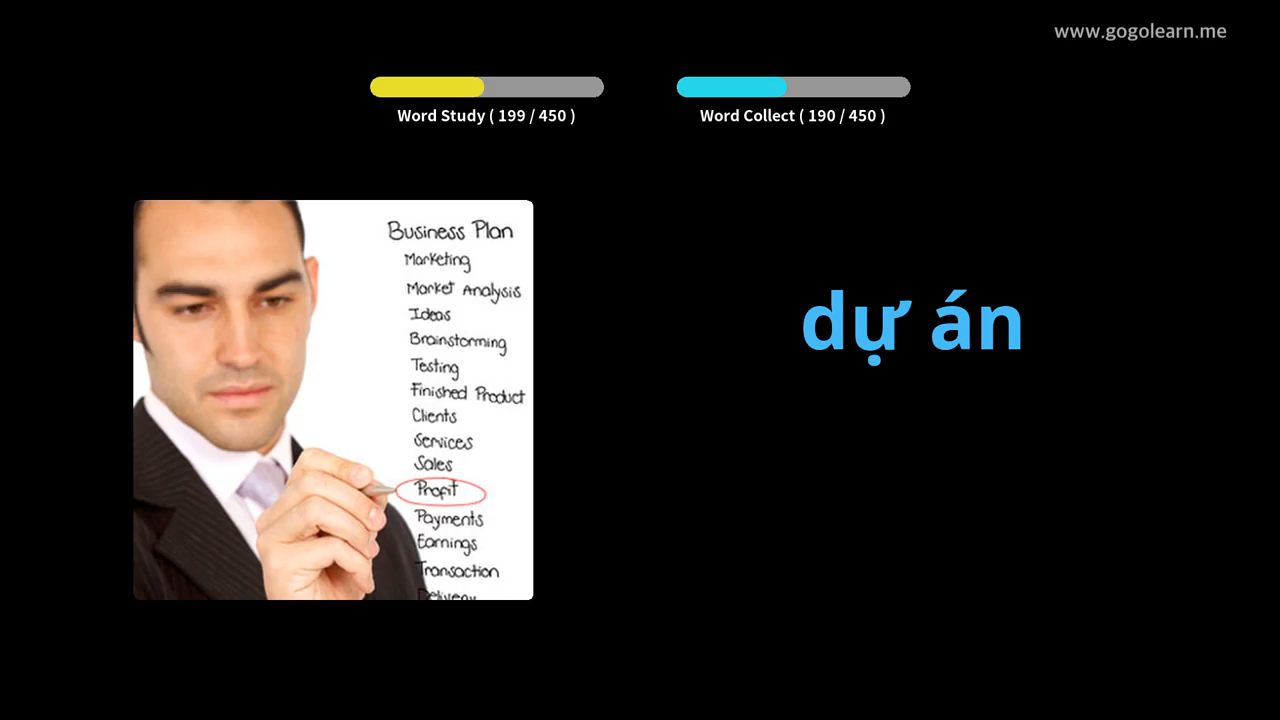 www.gogolearn.me
Word Study ( 199 / 450 )
Word Collect ( 190 / 450 )
Business Plan
Marketing
Market Analysis
Ideas
Brainstorming
Testing
Finished Product
Clients
Services
Sales
Profit
Payments
Earnings
Transaction
Delivery
dự án